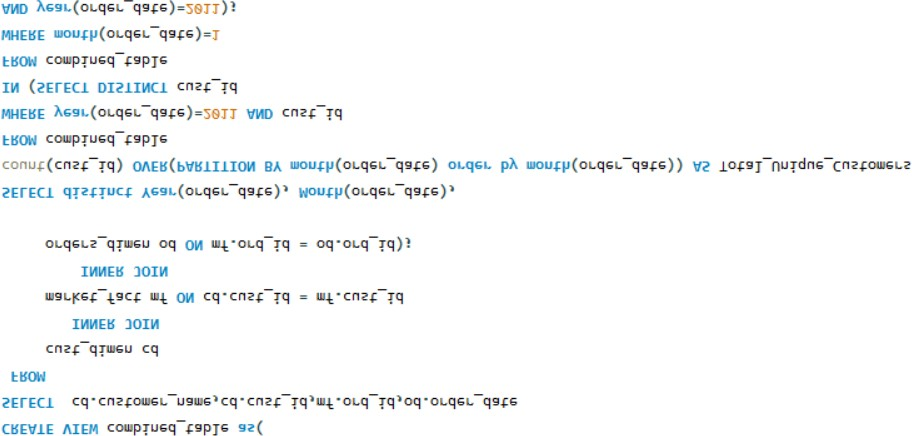 CREATE VIEW combined_table as(
SELECT cd.customer_name,cd.cust_id,mf.ord_id,od.order_date
FROM
cust_dimen cd
INNER JOIN
market_fact mf ON cd.cust_id = mf.cust_id
INNER JOIN
orders_dimen od ON mf.ord_id = od.ord_id);
SELECT distinct Year(order_date), Month(order_date),
count(cust_id) OVER(PARTITION BY month(order_date) order by month(order_date)) AS Total_Unique_Customers
FROM combined_table
WHERE year(order_date)=2011 AND cust_id
IN (SELECT DISTINCT cust_id
FROM combined_table
WHERE month(order_date)=1
AND year(order_date)=2011);